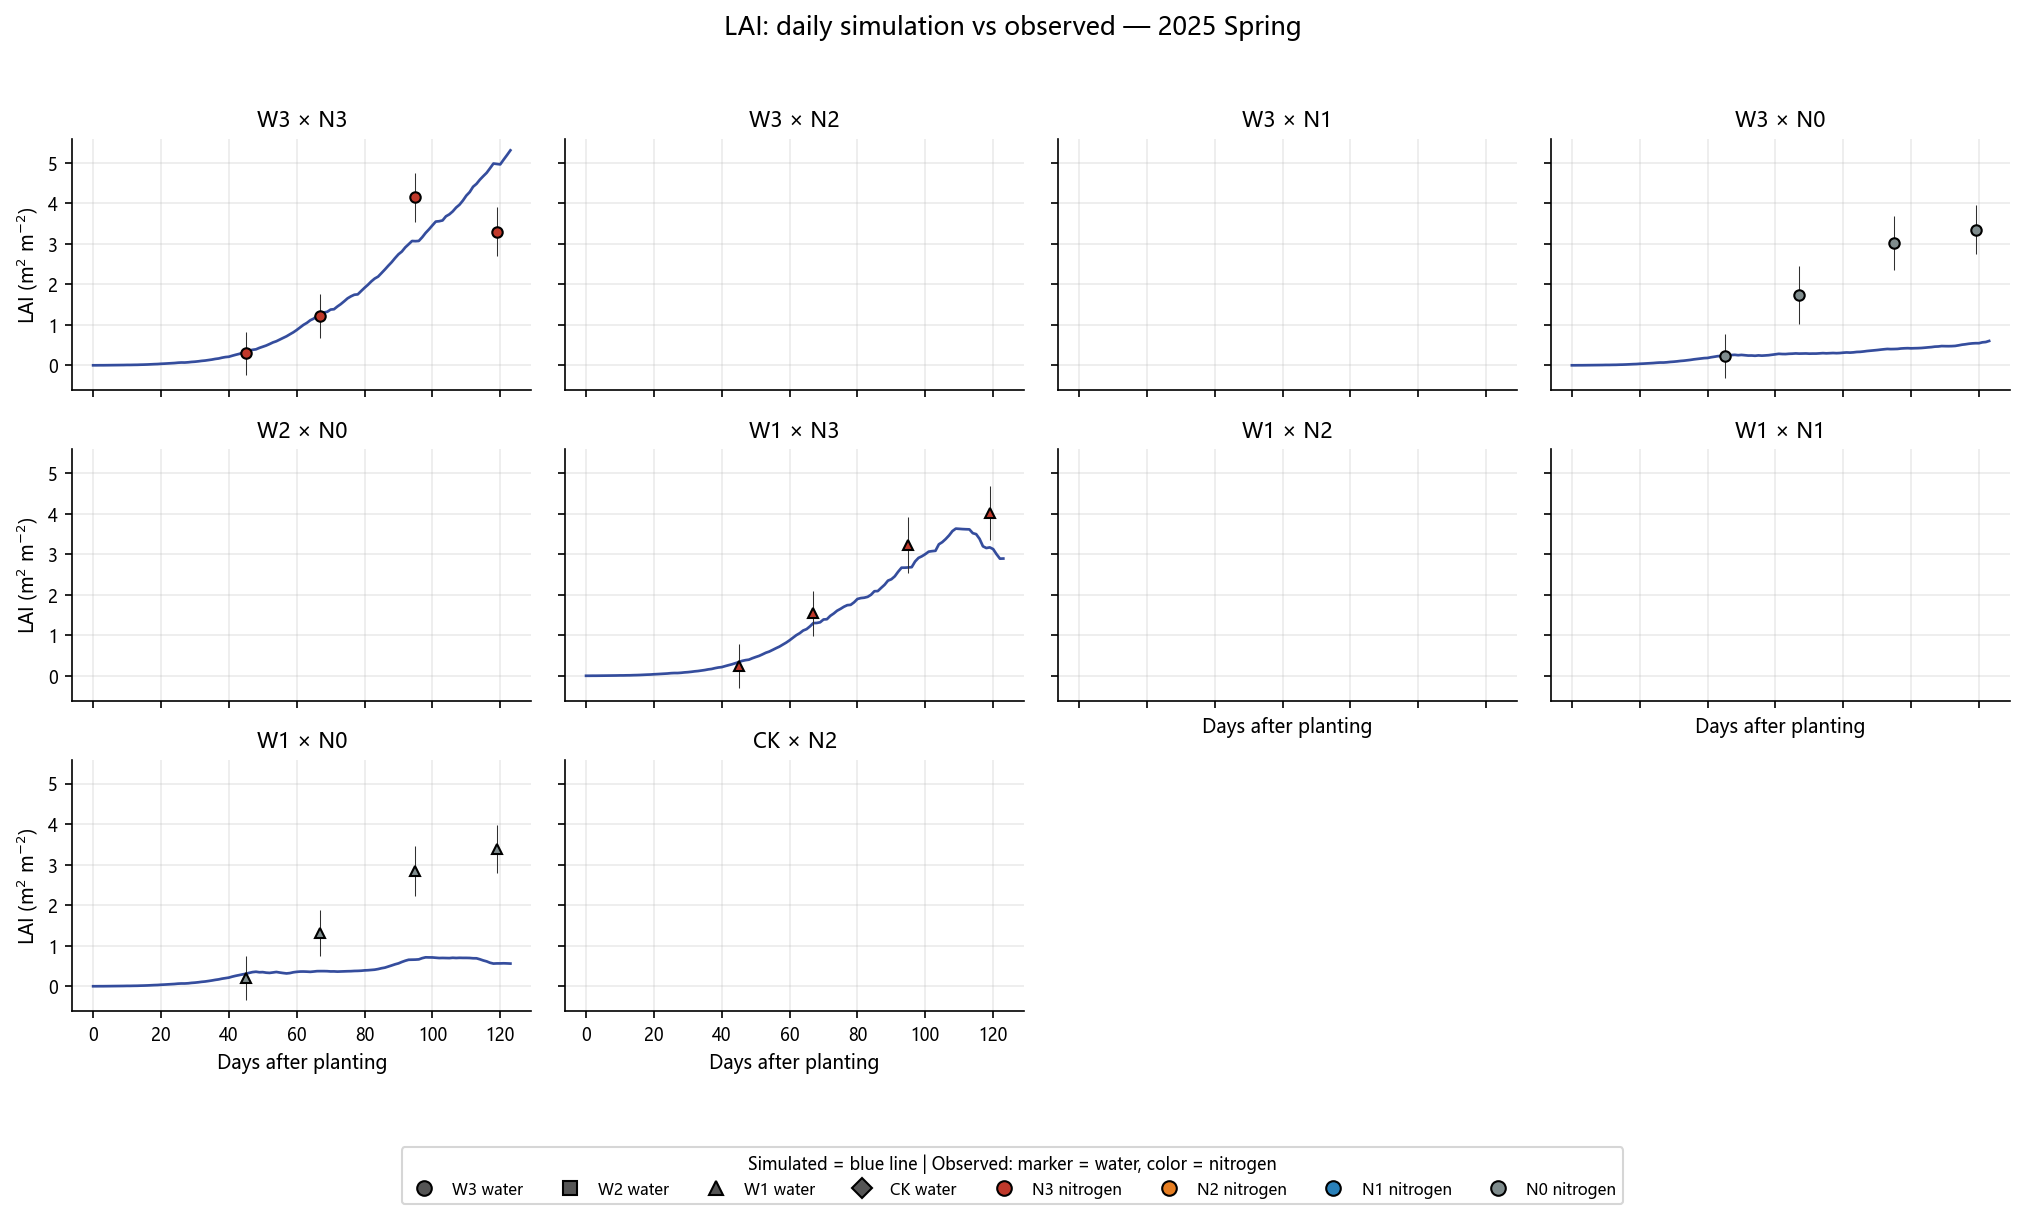 LAI: daily simulation vs observed — 2025 Spring
W3 × N3
W3 × N2
W3 × N1
W3 × N0
5
4
3
2
1
0
LAI (m² m⁻²)
W2 × N0
W1 × N3
W1 × N2
W1 × N1
5
4
3
2
1
0
LAI (m² m⁻²)
Days after planting
Days after planting
W1 × N0
CK × N2
5
4
3
2
1
0
LAI (m² m⁻²)
0 20 40 60 80 100 120
0 20 40 60 80 100 120
Days after planting
Days after planting
Simulated = blue line | Observed: marker = water, color = nitrogen
W3 water W2 water W1 water CK water N3 nitrogen N2 nitrogen N1 nitrogen N0 nitrogen